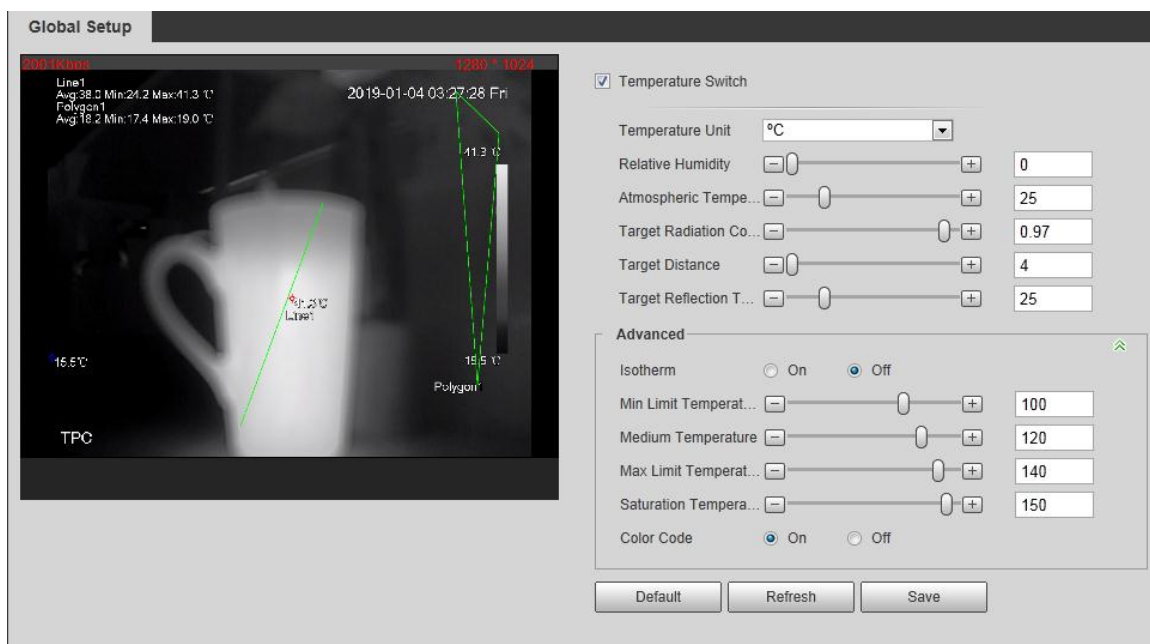 Global Setup
2001Kbps 1280 * 1024
Line1
Avg:38.0 Min:24.2 Max:41.3 ℃
Polygon1
Avg:18.2 Min:17.4 Max:19.0 ℃
2019-01-04 03:27:28 Fri
41.3 ℃
Line1
15.5℃
15.5 ℃
Polygon1
TPC
Temperature Switch
Temperature Unit ºC
Relative Humidity 0
Atmospheric Tempe... 25
Target Radiation Co... 0.97
Target Distance 4
Target Reflection T... 25
Advanced
Isotherm On Off
Min Limit Temperat... 100
Medium Temperature 120
Max Limit Temperat... 140
Saturation Tempera... 150
Color Code On Off
Default Refresh Save